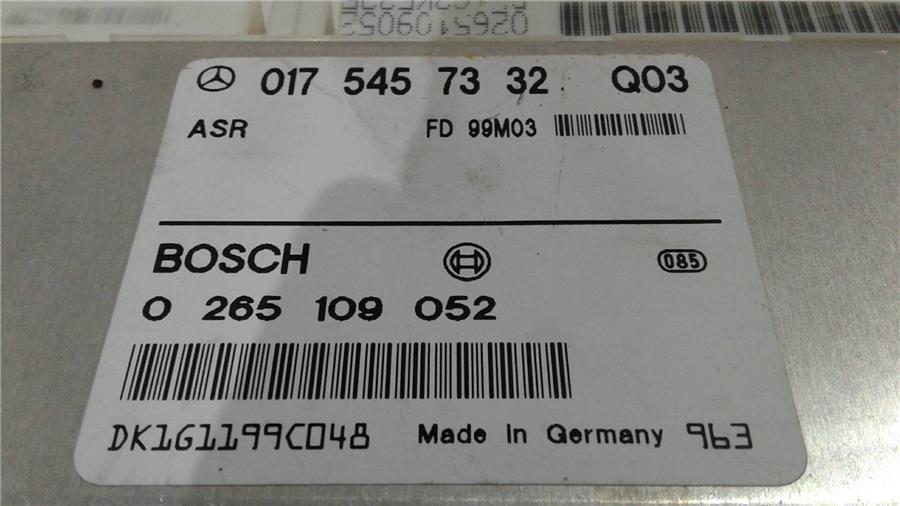 0265109052
017 545 73 32 Q03
ASR FD 99M03
BOSCH 085
0 265 109 052
DK1G1199C048 Made in Germany 963